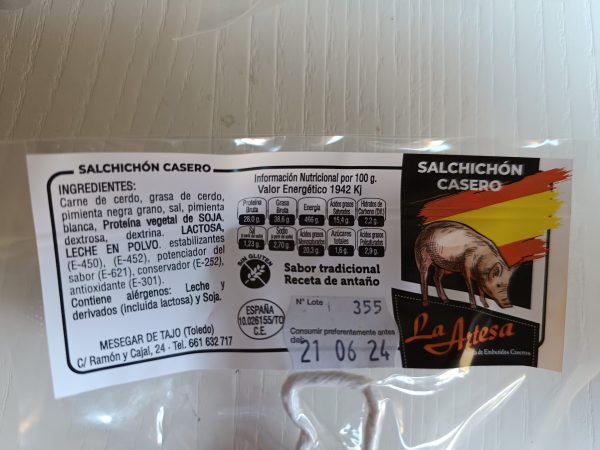 SALCHICHÓN CASERO
INGREDIENTES:
Carne de cerdo, grasa de cerdo,
pimienta negra grano, sal, pimienta
blanca, Proteína vegetal de SOJA,
dextrosa, dextrina. LACTOSA,
LECHE EN POLVO. estabilizantes
(E-450), (E-452), potenciador del
sabor (E-621), conservador (E-252),
antioxidante (E-301).
Contiene alérgenos: Leche y
derivados (incluida lactosa) y Soja.
MESEGAR DE TAJO (Toledo)
C/ Ramón y Cajal, 24 - Tel. 661 632 717
Información Nutricional por 100 g.
Valor Energético 1942 Kj
Proteína Bruta 26,0 g.
Grasa Bruta 38,6 g.
Energía 466 g.
Ácidos grasos Saturados 15,4 g.
Hidratos de Carbono 2,2 g.
Sal 1,23 g.
Sodio 2,70 g.
Ácidos grasos 20,3 g.
Azúcares totales 1,6 g.
Ácidos grasos 2,9 g.
SIN GLUTEN
Sabor tradicional
Receta de antaño
ESPAÑA
10.026155/TO
C.E.
N° Lote 355
Consumir preferentemente antes
del:
21 06 24
SALCHICHÓN
CASERO
La Artesa
de Embutidos Caseros